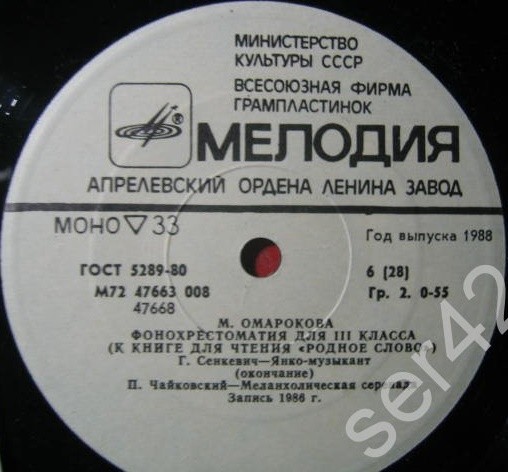 МИНИСТЕРСТВО
КУЛЬТУРЫ СССР
ВСЕСОЮЗНАЯ ФИРМА
ГРАМПЛАСТИНОК
®
МЕЛОДИЯ
АПРЕЛЕВСКИЙ ОРДЕНА ЛЕНИНА ЗАВОД
МОНО ▽ 33
Год выпуска 1988
ГОСТ 5289-80
6 (28)
М72 47663 008
Гр. 2. 0-55
47668
М. ОМАРОКОВА
ФОНОХРЕСТОМАТИЯ ДЛЯ III КЛАССА
(К КНИГЕ ДЛЯ ЧТЕНИЯ «РОДНОЕ СЛОВО»)
Г. Сенкевич—Янко-музыкант
(окончание)
П. Чайковский—Меланхолическая серенада
Запись 1986 г.
ser42